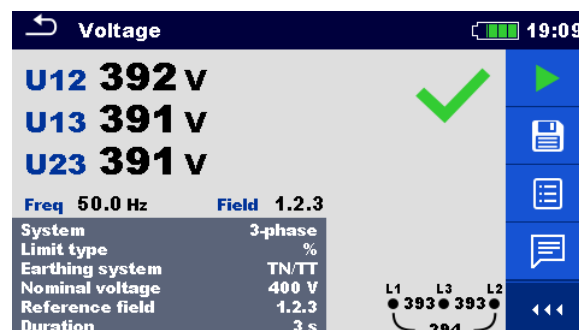 Voltage 19:09
U12 392 V
U13 391 V
U23 391 V
Freq 50.0 Hz Field 1.2.3
System 3-phase
Limit type %
Earthing system TN/TT
Nominal voltage 400 V
Reference field 1.2.3
Duration 3 s
L1 L3 L2
393 393
394